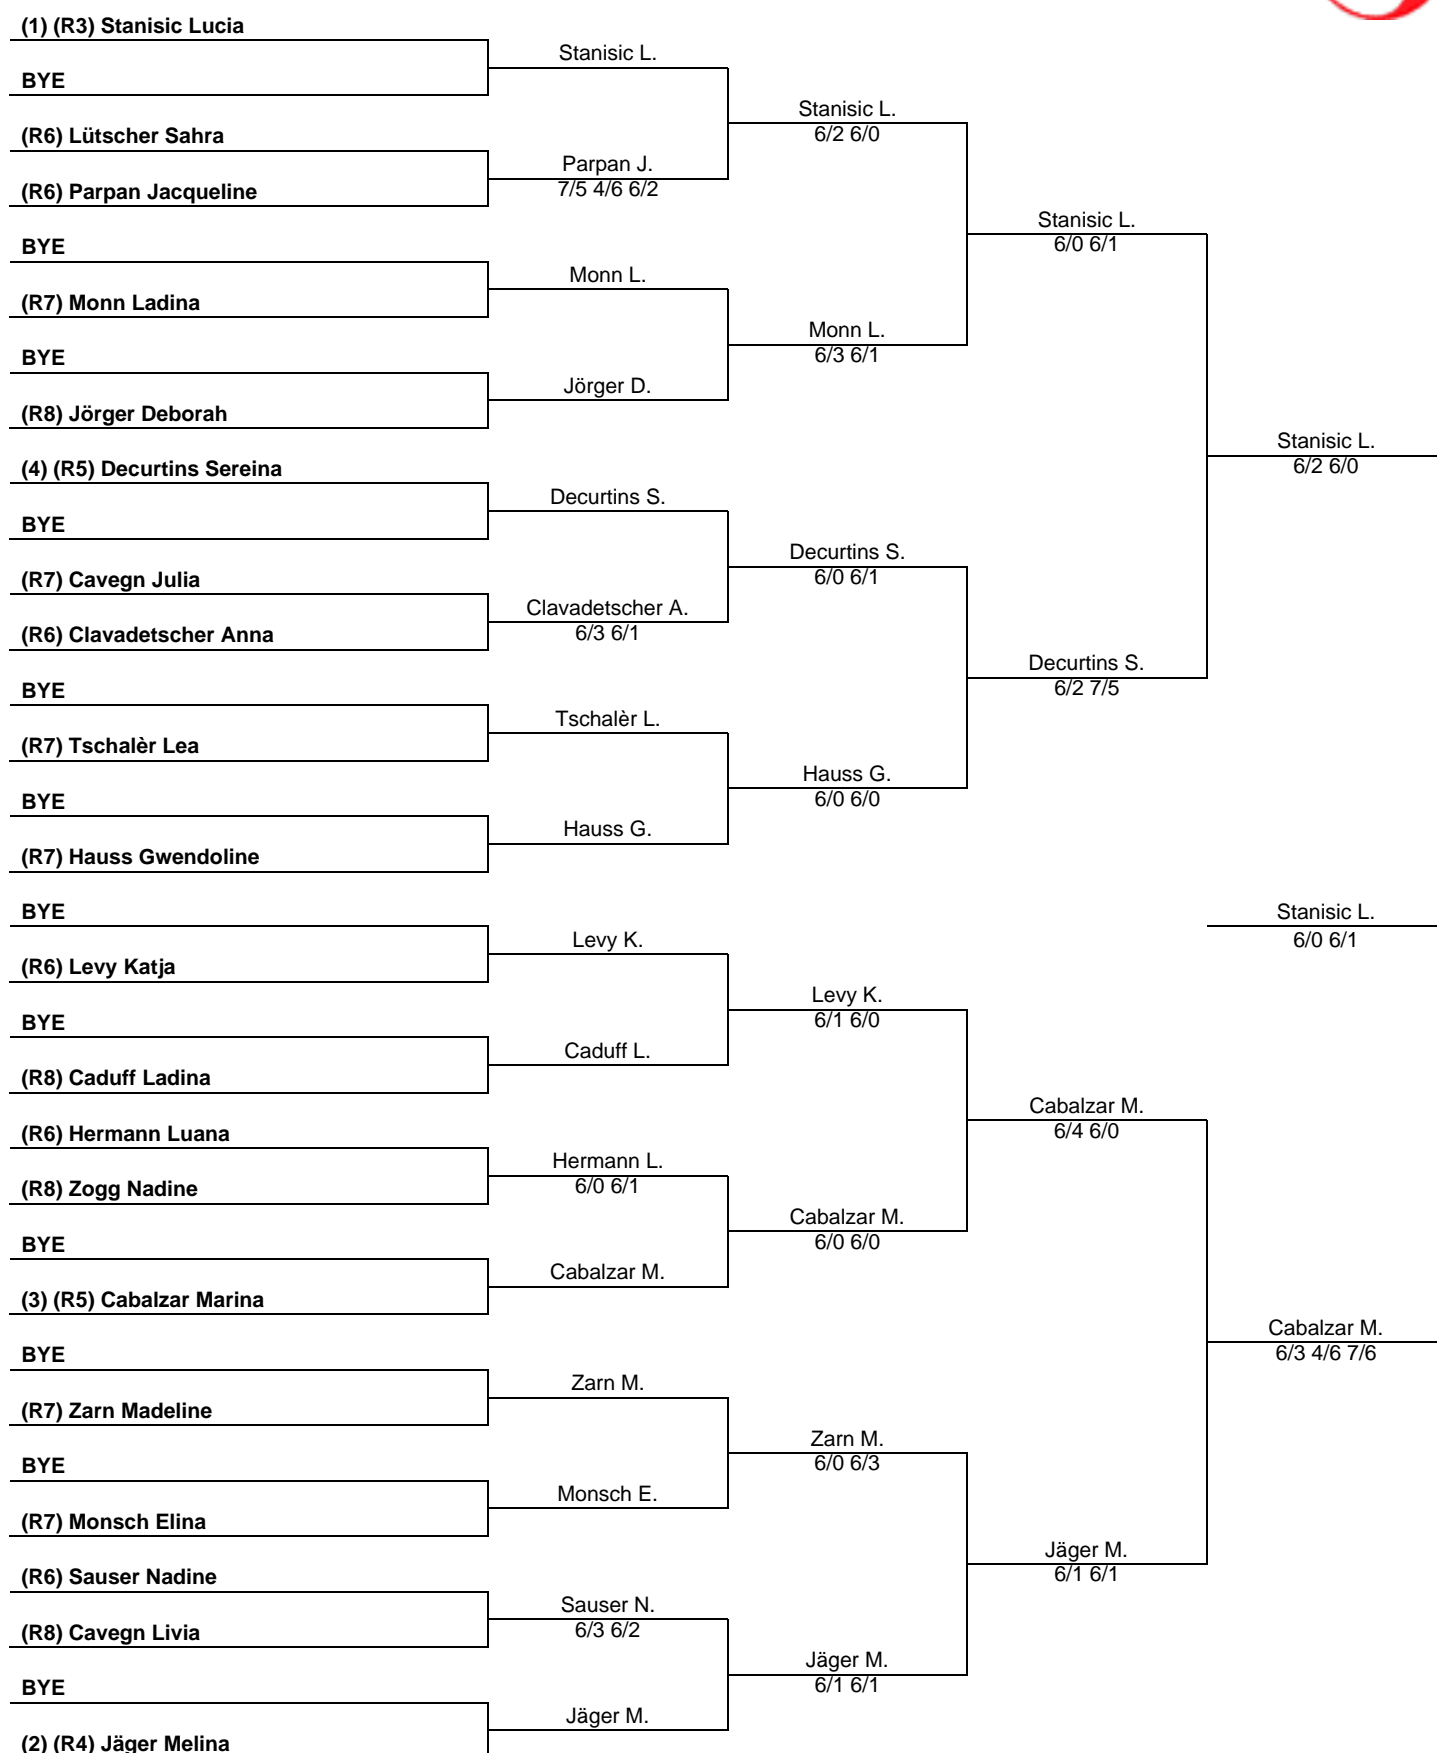 (1) (R3) Stanisic Lucia
BYE
(R6) Lütscher Sahra
(R6) Parpan Jacqueline
BYE
(R7) Monn Ladina
BYE
(R8) Jörger Deborah
(4) (R5) Decurtins Sereina
BYE
(R7) Cavegn Julia
(R6) Clavadetscher Anna
BYE
(R7) Tschalèr Lea
BYE
(R7) Hauss Gwendoline
BYE
(R6) Levy Katja
BYE
(R8) Caduff Ladina
(R6) Hermann Luana
(R8) Zogg Nadine
BYE
(3) (R5) Cabalzar Marina
BYE
(R7) Zarn Madeline
BYE
(R7) Monsch Elina
(R6) Sauser Nadine
(R8) Cavegn Livia
BYE
(2) (R4) Jäger Melina
Stanisic L.
Parpan J.
7/5 4/6 6/2
Monn L.
Jörger D.
Decurtins S.
Clavadetscher A.
6/3 6/1
Tschalèr L.
Hauss G.
Levy K.
Caduff L.
Hermann L.
6/0 6/1
Cabalzar M.
Zarn M.
Monsch E.
Sauser N.
6/3 6/2
Jäger M.
Stanisic L.
6/2 6/0
Monn L.
6/3 6/1
Decurtins S.
6/0 6/1
Hauss G.
6/0 6/0
Levy K.
6/1 6/0
Cabalzar M.
6/0 6/0
Zarn M.
6/0 6/3
Jäger M.
6/1 6/1
Stanisic L.
6/0 6/1
Decurtins S.
6/2 7/5
Cabalzar M.
6/4 6/0
Jäger M.
6/1 6/1
Stanisic L.
6/2 6/0
Stanisic L.
6/0 6/1
Cabalzar M.
6/3 4/6 7/6